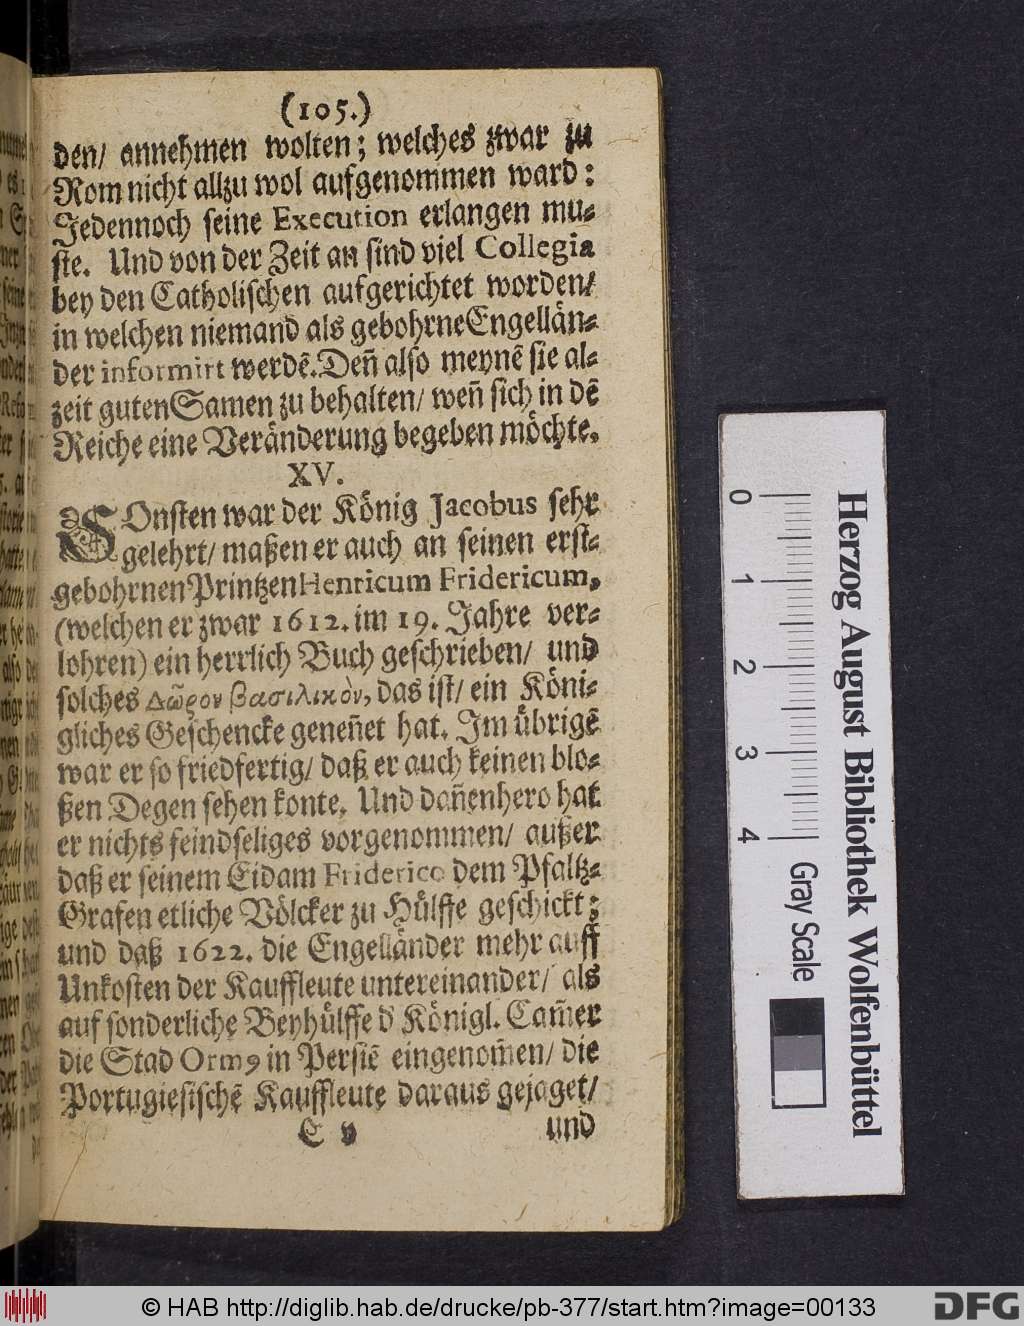 (105.)
den/ annehmen wolten; welches zwar zu
Rom nicht allzu wol aufgenommen ward:
Jedennoch seine Execution erlangen mu-
ste. Und von der Zeit an sind viel Collegia
bey den Catholischen aufgerichtet worden/
in welchen niemand als gebohrne Engellän-
der informirt werdẽ. Deñ also meynẽ sie al-
zeit guten Samen zu behalten/ weñ sich in dẽ
Reiche eine Veränderung begeben möchte.
XV.
SOnsten war der König Jacobus sehr
gelehrt/ maßen er auch an seinen erst-
gebohrnen Printzen Henricum Fridericum,
(welchen er zwar 1612. im 19. Jahre ver-
lohren) ein herrlich Buch geschrieben/ und
solches Δῶρον βασιλικὸν, das ist/ ein Köni-
gliches Geschencke geneñet hat. Im übrigẽ
war er so friedfertig/ daß er auch keinen blo-
ßen Degen sehen konte. Und dañenhero hat
er nichts feindseliges vorgenommen/ außer
daß er seinem Eidam Friderico dem Pfaltz-
Grafen etliche Völcker zu Hülffe geschickt;
und daß 1622. die Engelländer mehr auff
Unkosten der Kauffleute untereinander/ als
auf sonderliche Beyhülffe d' Königl. Cam̃er
die Stad Ormꝰ in Persiẽ eingenom̃en/ die
Portugiesischẽ Kauffleute daraus gejaget/
E v und
0 1 2 3 4
Herzog August Bibliothek Wolfenbüttel
Gray Scale
© HAB http://diglib.hab.de/drucke/pb-377/start.htm?image=00133
DFG